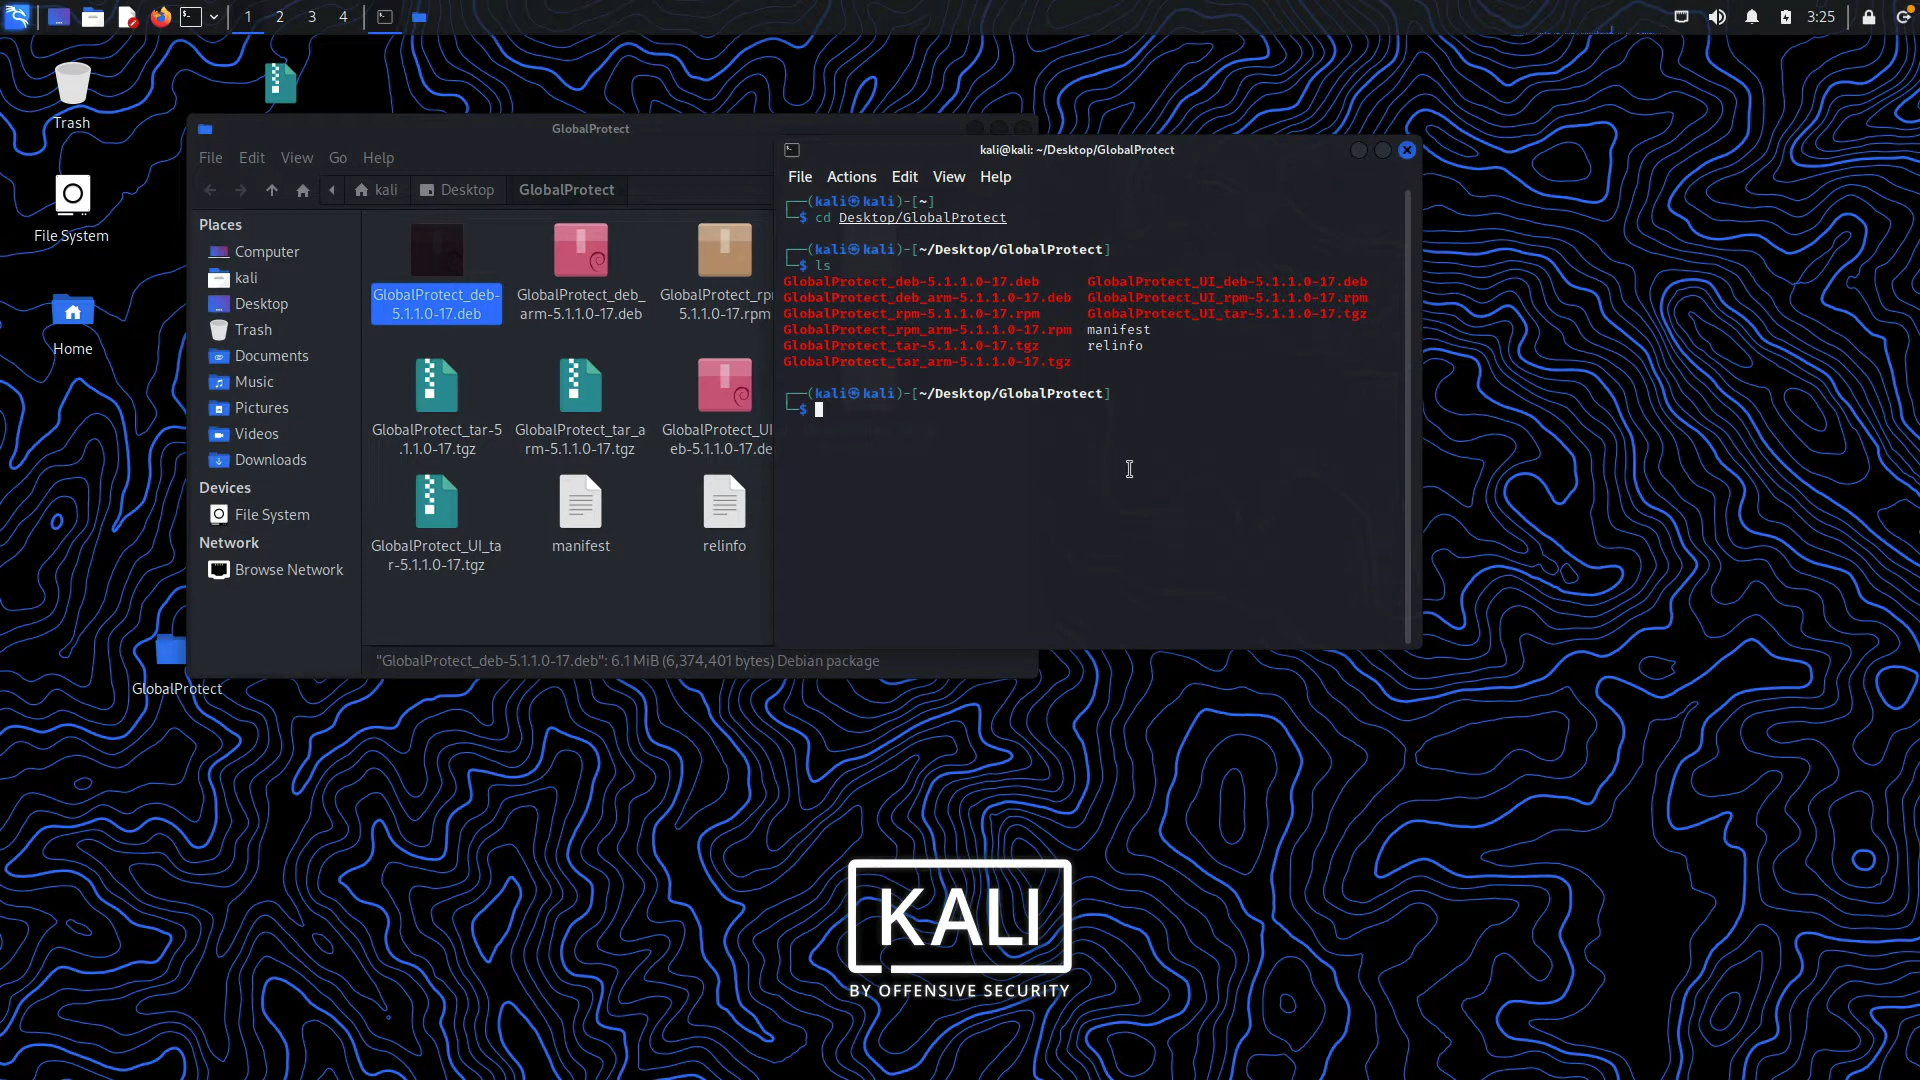 1 2 3 4
3:25
Trash
File System
Home
GlobalProtect
GlobalProtect
File Edit View Go Help
kali Desktop GlobalProtect
Places
Computer
kali
Desktop
Trash
Documents
Music
Pictures
Videos
Downloads
Devices
File System
Network
Browse Network
GlobalProtect_deb-
5.1.1.0-17.deb
GlobalProtect_deb_
arm-5.1.1.0-17.deb
GlobalProtect_rpm
5.1.1.0-17.rpm
GlobalProtect_tar-5
.1.1.0-17.tgz
GlobalProtect_tar_a
rm-5.1.1.0-17.tgz
GlobalProtect_UI
eb-5.1.1.0-17.de
GlobalProtect_UI_ta
r-5.1.1.0-17.tgz
manifest
relinfo
"GlobalProtect_deb-5.1.1.0-17.deb": 6.1 MiB (6,374,401 bytes) Debian package
kali@kali: ~/Desktop/GlobalProtect
File Actions Edit View Help
┌──(kali㉿kali)-[~]
└─$ cd Desktop/GlobalProtect
┌──(kali㉿kali)-[~/Desktop/GlobalProtect]
└─$ ls
GlobalProtect_deb-5.1.1.0-17.deb GlobalProtect_UI_deb-5.1.1.0-17.deb
GlobalProtect_deb_arm-5.1.1.0-17.deb GlobalProtect_UI_rpm-5.1.1.0-17.rpm
GlobalProtect_rpm-5.1.1.0-17.rpm GlobalProtect_UI_tar-5.1.1.0-17.tgz
GlobalProtect_rpm_arm-5.1.1.0-17.rpm manifest
GlobalProtect_tar-5.1.1.0-17.tgz relinfo
GlobalProtect_tar_arm-5.1.1.0-17.tgz
┌──(kali㉿kali)-[~/Desktop/GlobalProtect]
└─$
KALI
BY OFFENSIVE SECURITY